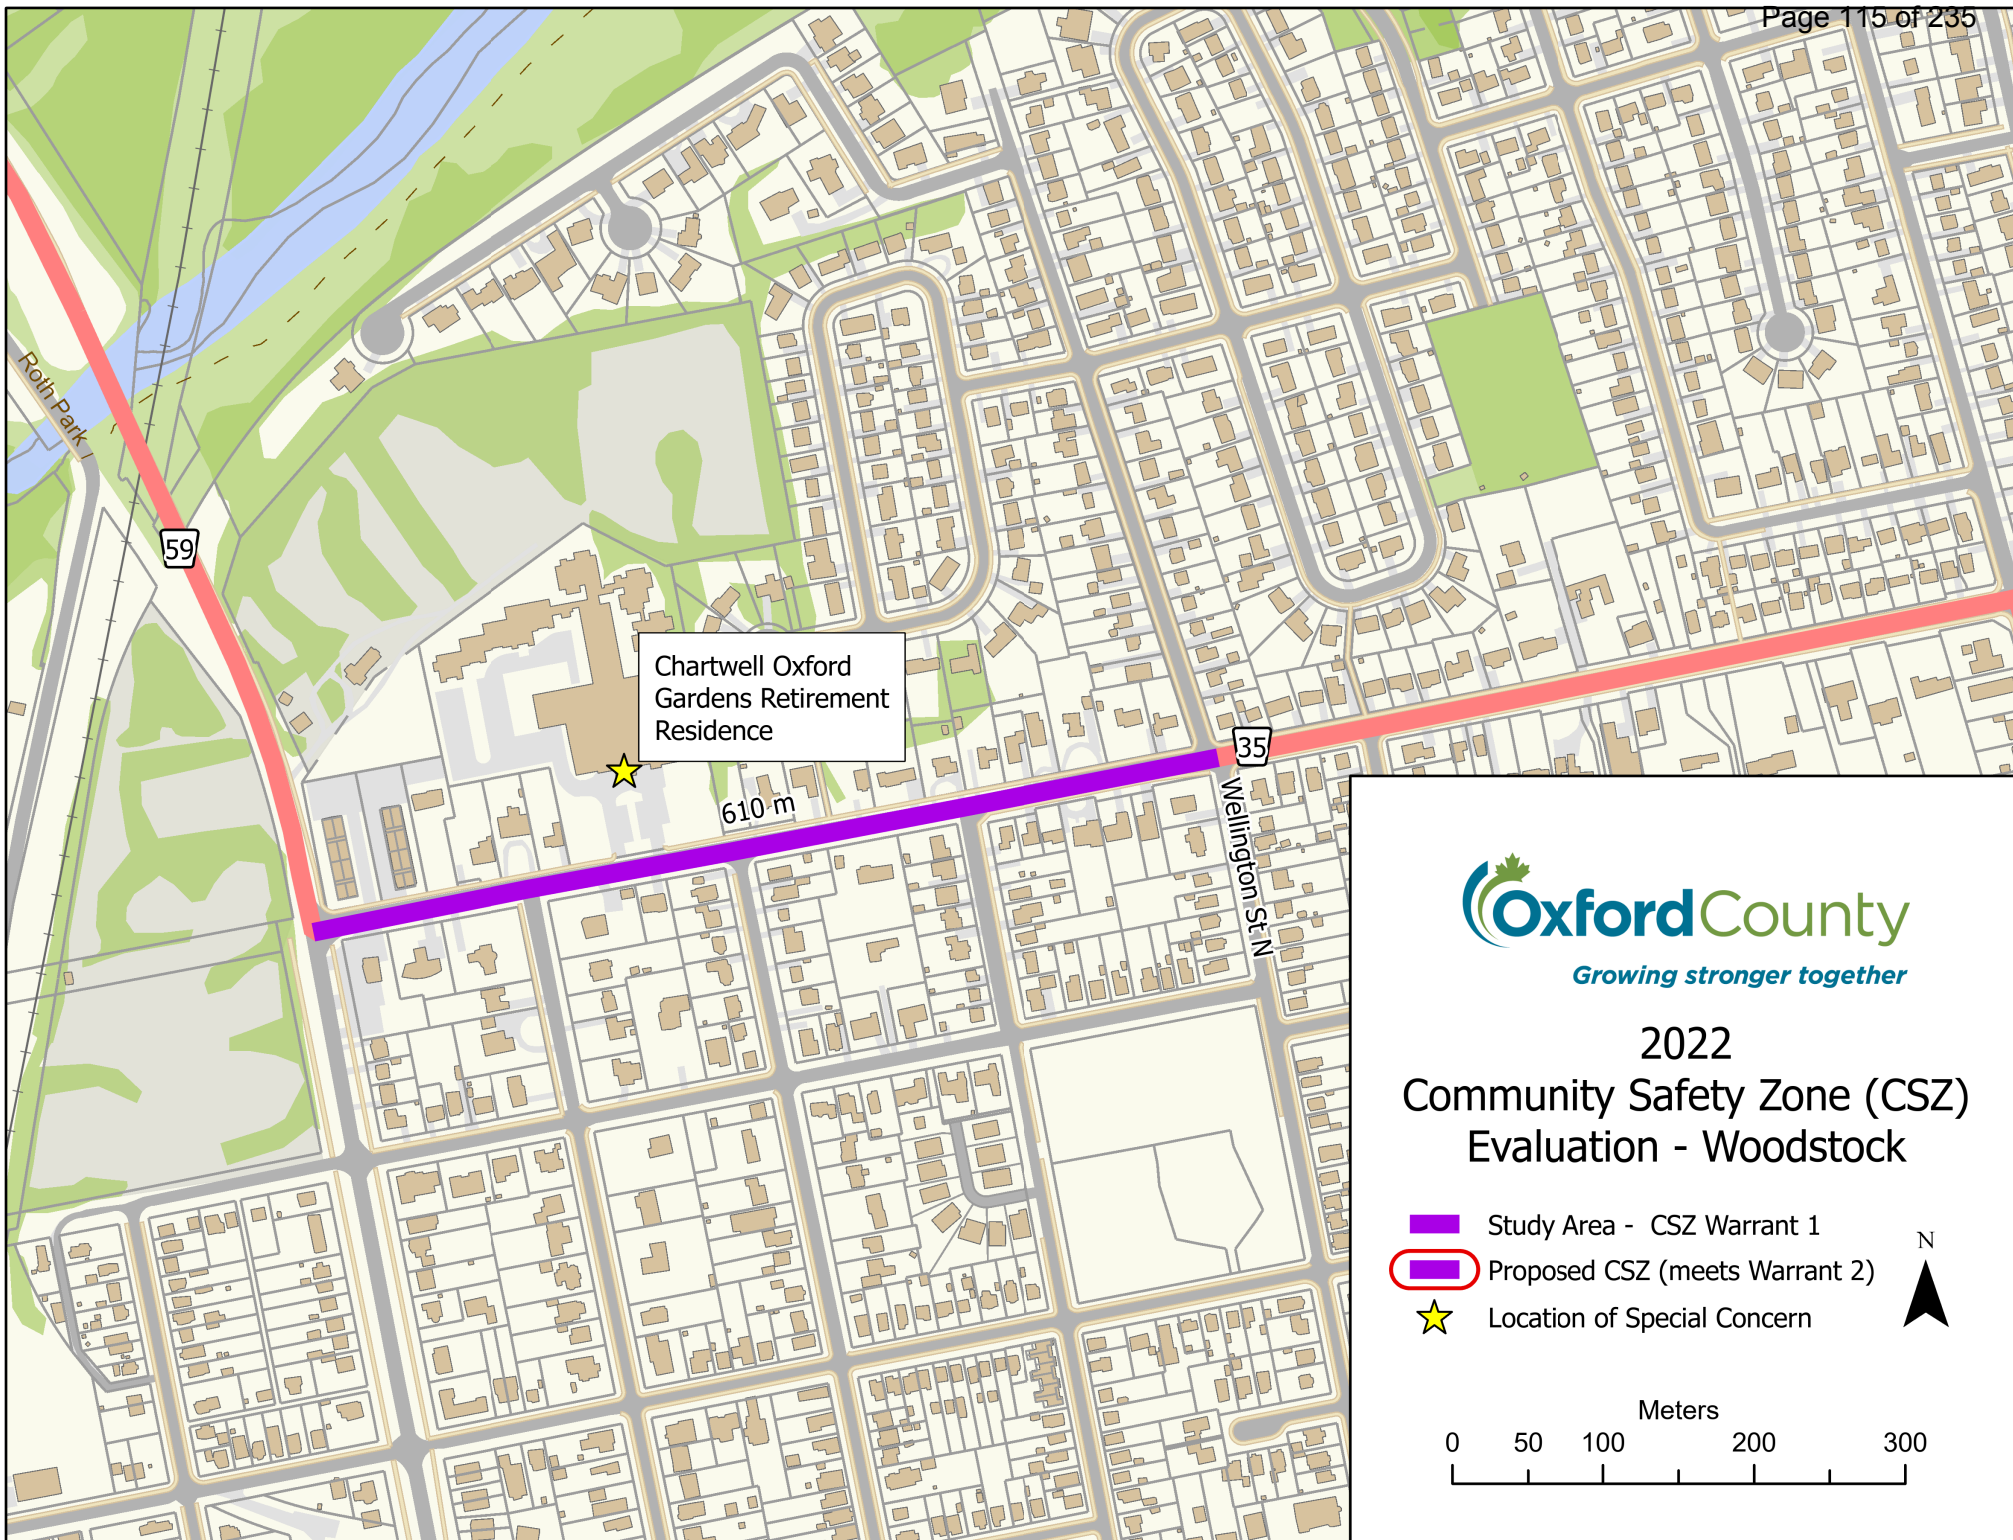 Page 115 of 235
Roth Park
59
Chartwell Oxford
Gardens Retirement
Residence
35
610 m
Wellington St N
OxfordCounty
Growing stronger together
2022
Community Safety Zone (CSZ)
Evaluation - Woodstock
Study Area - CSZ Warrant 1
Proposed CSZ (meets Warrant 2)
Location of Special Concern
N
Meters
0 50 100 200 300